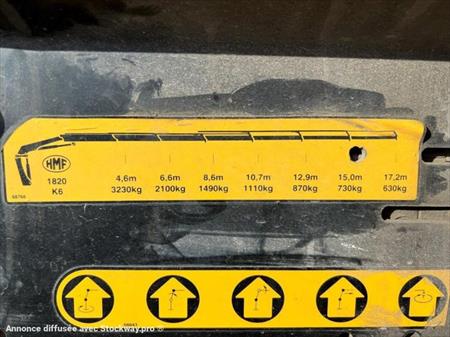 HMF
1820
K6
4,6m 6,6m 8,6m 10,7m 12,9m 15,0m 17,2m
3230kg 2100kg 1490kg 1110kg 870kg 730kg 630kg
Annonce diffusée avec Stockway.pro ®